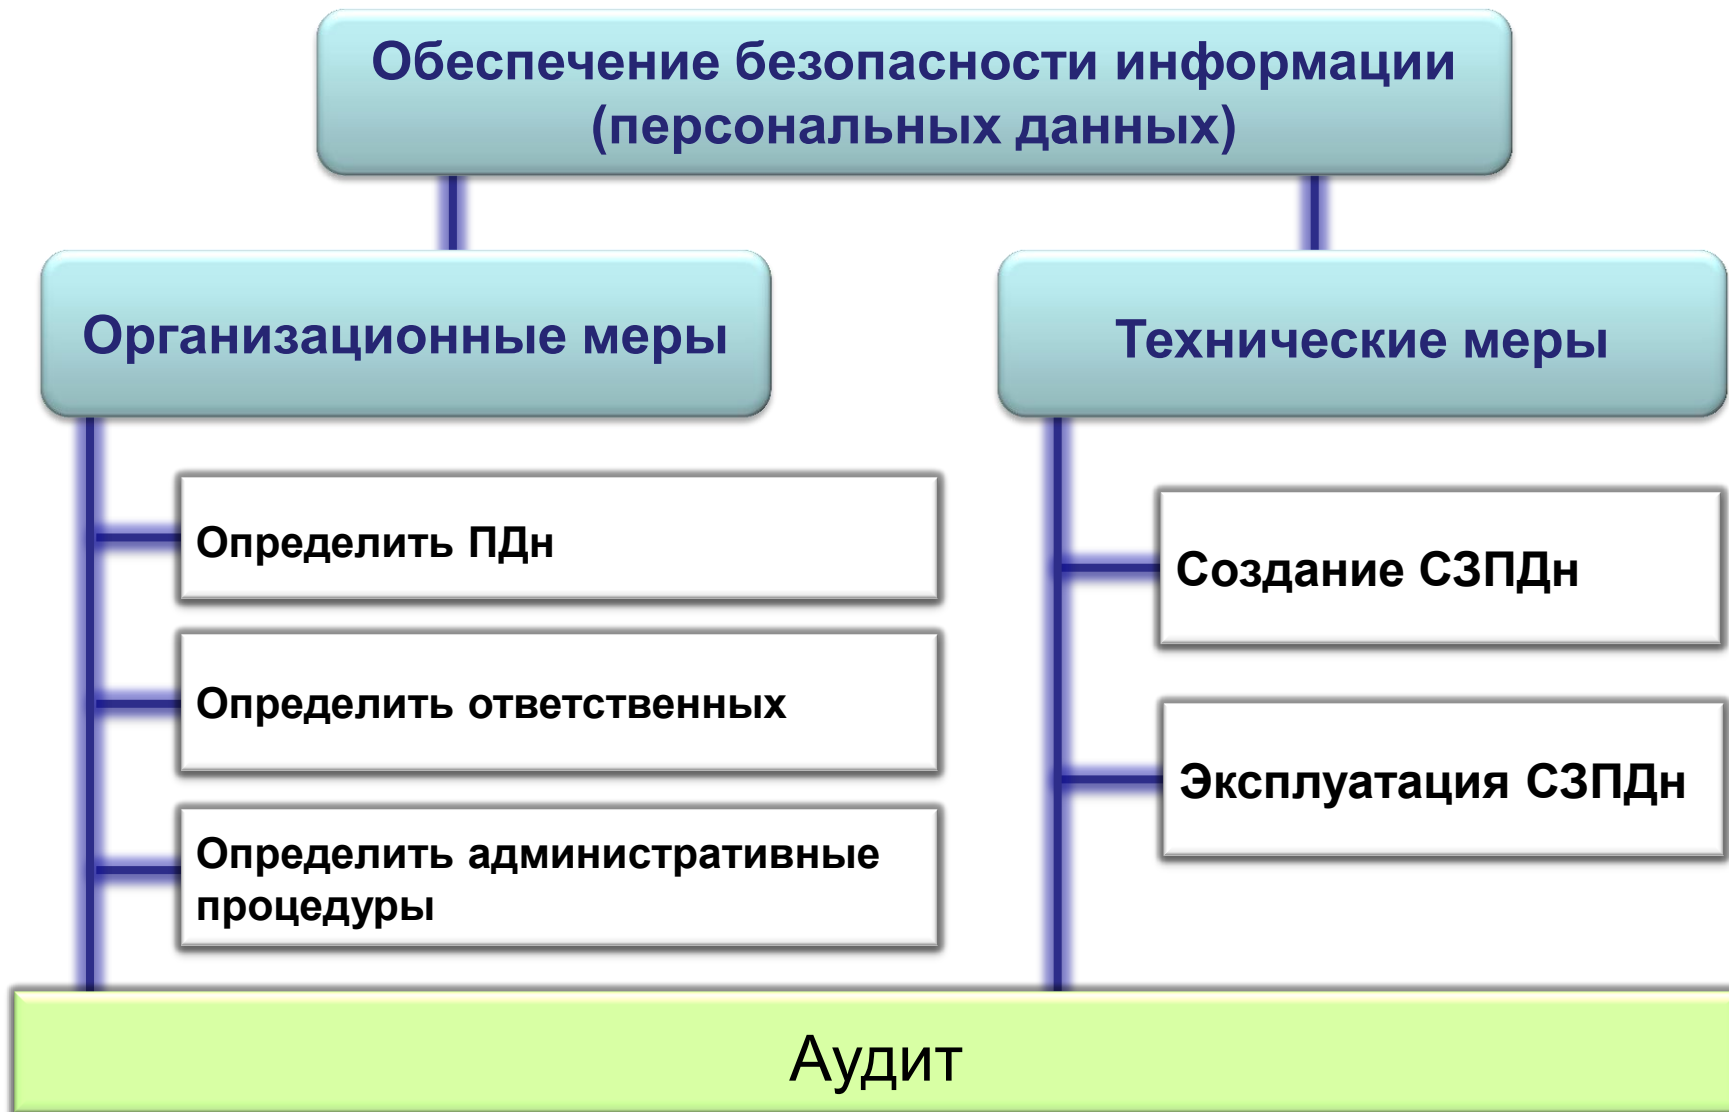 Обеспечение безопасности информации
(персональных данных)
Организационные меры
Технические меры
Определить ПДн
Определить ответственных
Определить административные
процедуры
Создание СЗПДн
Эксплуатация СЗПДн
Аудит